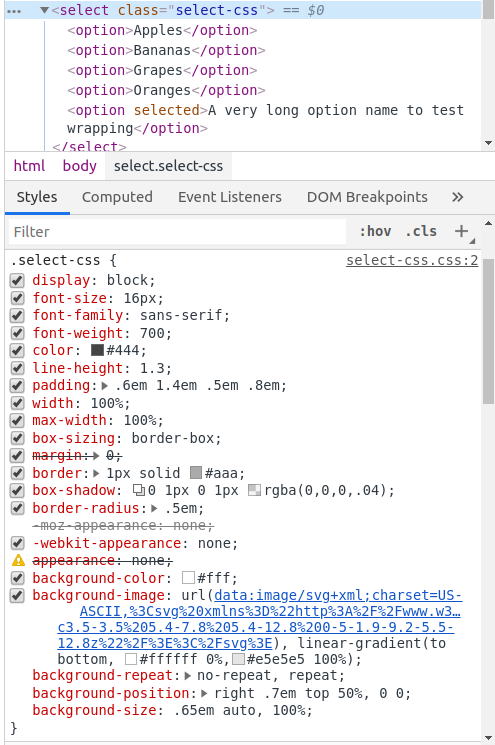 … ▼<select class="select-css"> == $0
<option>Apples</option>
<option>Bananas</option>
<option>Grapes</option>
<option>Oranges</option>
<option selected>A very long option name to test
wrapping</option>
</select>
html body select.select-css
Styles Computed Event Listeners DOM Breakpoints »
Filter :hov .cls +
.select-css { select-css.css:2
display: block;
font-size: 16px;
font-family: sans-serif;
font-weight: 700;
color: #444;
line-height: 1.3;
padding:▶ .6em 1.4em .5em .8em;
width: 100%;
max-width: 100%;
box-sizing: border-box;
margin:▶ 0;
border:▶ 1px solid #aaa;
box-shadow: 0 1px 0 1px rgba(0,0,0,.04);
border-radius:▶ .5em;
-moz-appearance: none;
-webkit-appearance: none;
appearance: none;
background-color: #fff;
background-image: url(data:image/svg+xml;charset=US-
ASCII,%3Csvg%20xmlns%3D%22http%3A%2F%2Fwww.w3…
c3.5-3.5%205.4-7.8%205.4-12.8%200-5-1.9-9.2-5.5-
12.8z%22%2F%3E%3C%2Fsvg%3E), linear-gradient(to
bottom, #ffffff 0%, #e5e5e5 100%);
background-repeat:▶ no-repeat, repeat;
background-position:▶ right .7em top 50%, 0 0;
background-size: .65em auto, 100%;
}